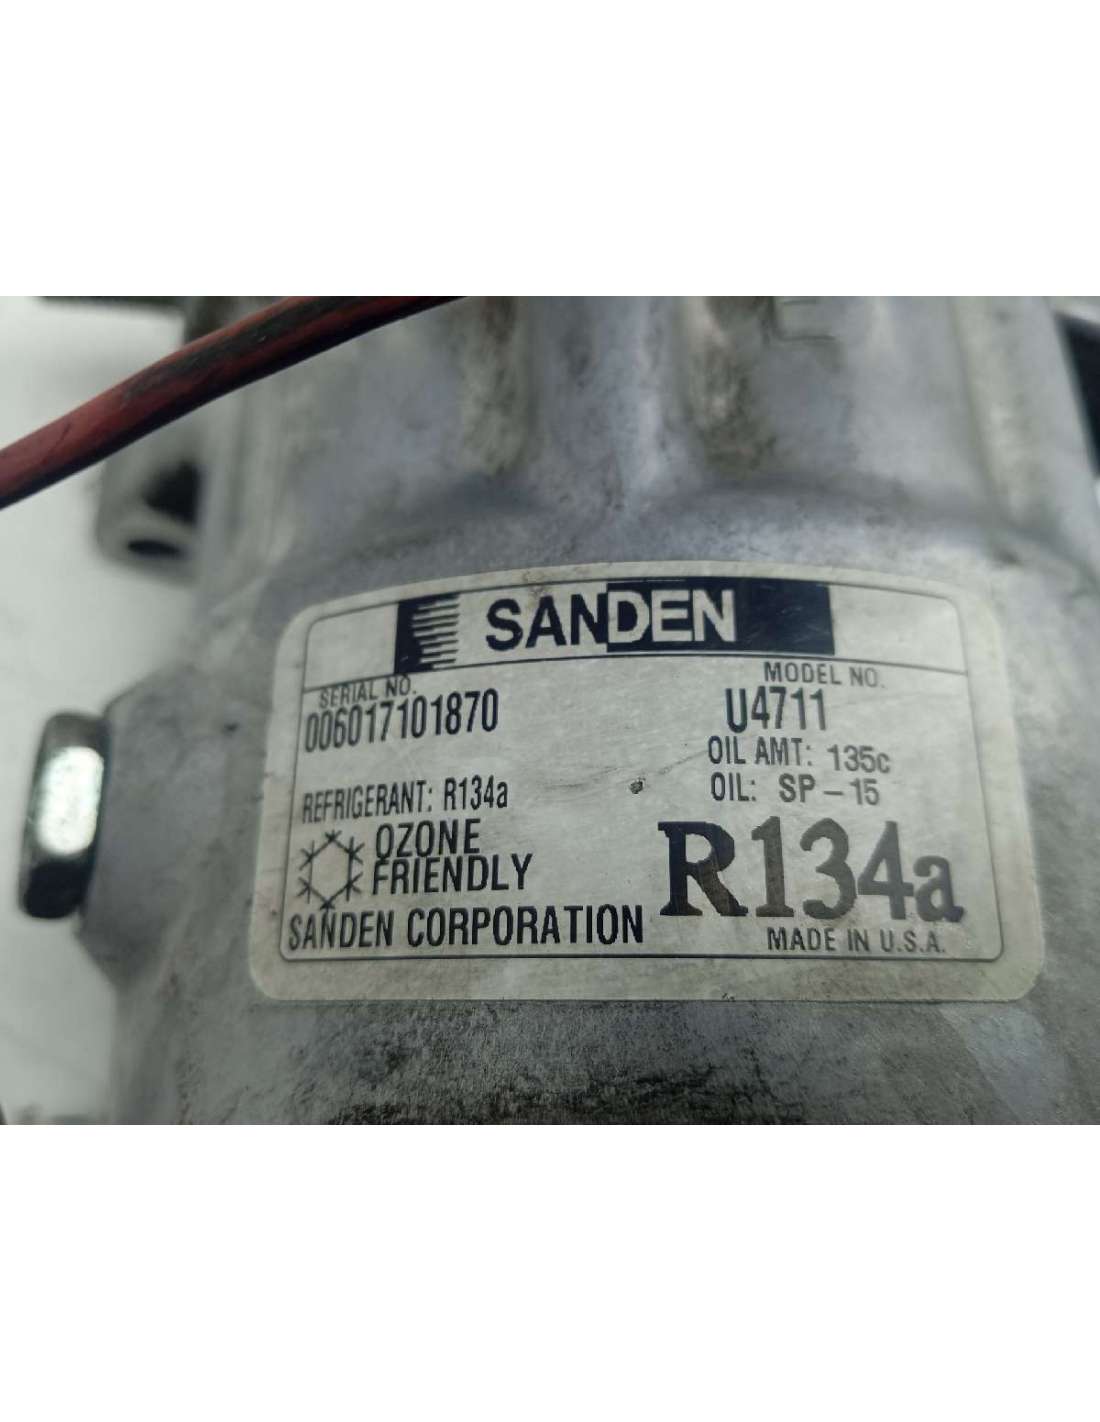 SANDEN
SERIAL NO.
006017101870
MODEL NO.
U4711
OIL AMT: 135c
OIL: SP-15
REFRIGERANT: R134a
OZONE
FRIENDLY
R134a
SANDEN CORPORATION
MADE IN U.S.A.